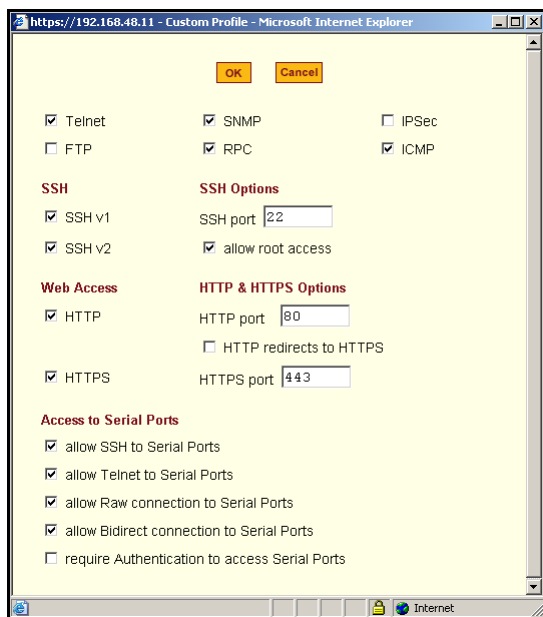 https://192.168.48.11 - Custom Profile - Microsoft Internet Explorer
OK Cancel
Telnet SNMP IPSec
FTP RPC ICMP
SSH SSH Options
SSH v1 SSH port 22
SSH v2 allow root access
Web Access HTTP & HTTPS Options
HTTP HTTP port 80
HTTP redirects to HTTPS
HTTPS HTTPS port 443
Access to Serial Ports
allow SSH to Serial Ports
allow Telnet to Serial Ports
allow Raw connection to Serial Ports
allow Bidirect connection to Serial Ports
require Authentication to access Serial Ports
Internet